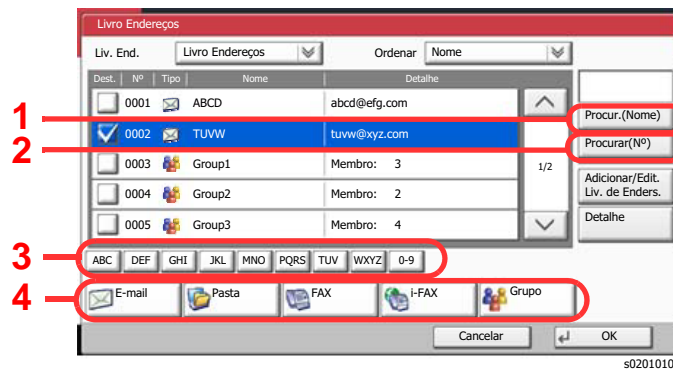 Livro Endereços
Liv. End. Livro Endereços Ordenar Nome
Dest. Nº Tipo Nome Detalhe
0001 ABCD abcd@efg.com
1 Procur.(Nome)
0002 TUVW tuvw@xyz.com
2 Procurar(Nº)
0003 Group1 Membro: 3 1/2
Adicionar/Edit.
Liv. de Enders.
0004 Group2 Membro: 2
Detalhe
0005 Group3 Membro: 4
3 ABC DEF GHI JKL MNO PQRS TUV WXYZ 0-9
4 E-mail Pasta FAX i-FAX Grupo
Cancelar OK
s0201010